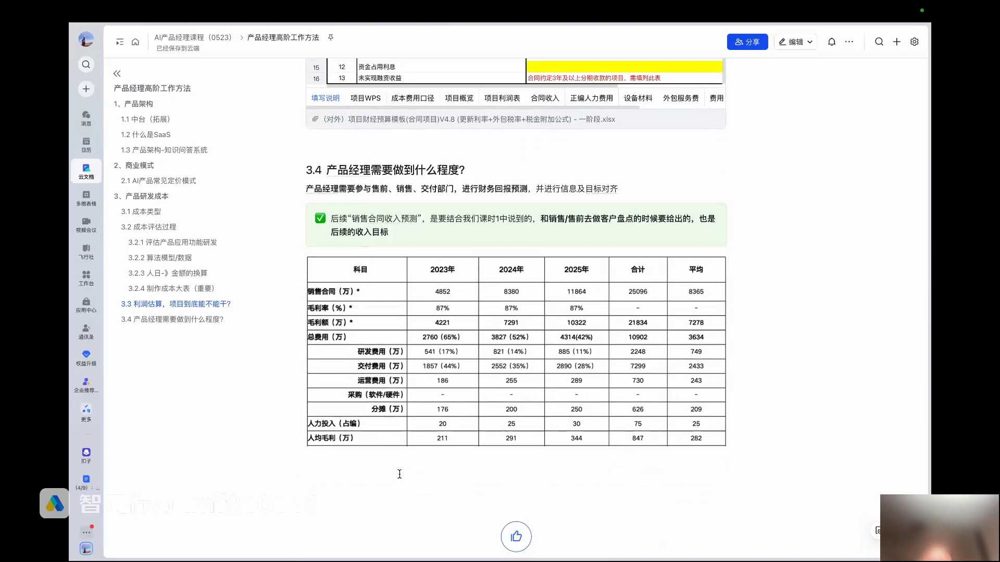 AI产品经理课程（0523） > 产品经理高阶工作方法
已经保存到云端
分享
编辑
消息
25
日历
云文档
多维表格
视频会议
飞行社
工作台
应用中心
通讯录
权益升级
企业推荐...
更多
扣子
(4/9) : ...
产品经理高阶工作方法
1、产品架构
1.1 中台（拓展）
1.2 什么是SaaS
1.3 产品架构-知识问答系统
2、商业模式
2.1 AI产品常见定价模式
3、产品研发成本
3.1 成本类型
3.2 成本评估过程
3.2.1 评估产品应用功能研发
3.2.2 算法模型/数据
3.2.3 人日-》金额的换算
3.2.4 制作成本大表（重要）
3.3 利润估算，项目到底能不能干?
3.4 产品经理需要做到什么程度?
15 12 资金占用利息
16 13 未实现融资收益 合同约定3年及以上分期收款的项目，需填列此表
填写说明 项目WPS 成本费用口径 项目概览 项目利润表 合同收入 正编人力费用 设备材料 外包服务费 费用
（对外）项目财经预算模板(合同项目)V4.8 (更新利率+外包税率+税金附加公式) - 一阶段.xlsx
3.4 产品经理需要做到什么程度?
产品经理需要参与售前、销售、交付部门，进行财务回报预测，并进行信息及目标对齐
后续“销售合同收入预测”，是要结合我们课时1中说到的，和销售/售前去做客户盘点的时候要给出的，也是
后续的收入目标
科目 2023年 2024年 2025年 合计 平均
销售合同（万）* 4852 8380 11864 25096 8365
毛利率（%）* 87% 87% 87% - -
毛利额（万）* 4221 7291 10322 21834 7278
总费用（万） 2760 (65%) 3827 (52%) 4314(42%) 10902 3634
研发费用（万） 541 (17%) 821 (14%) 885 (11%) 2248 749
交付费用（万） 1857 (44%) 2552 (35%) 2890 (28%) 7299 2433
运营费用（万） 186 255 289 730 243
采购（软件/硬件） - - - - -
分摊（万） 176 200 250 626 209
人力投入（占编） 20 25 30 75 25
人均毛利（万） 211 291 344 847 282
智